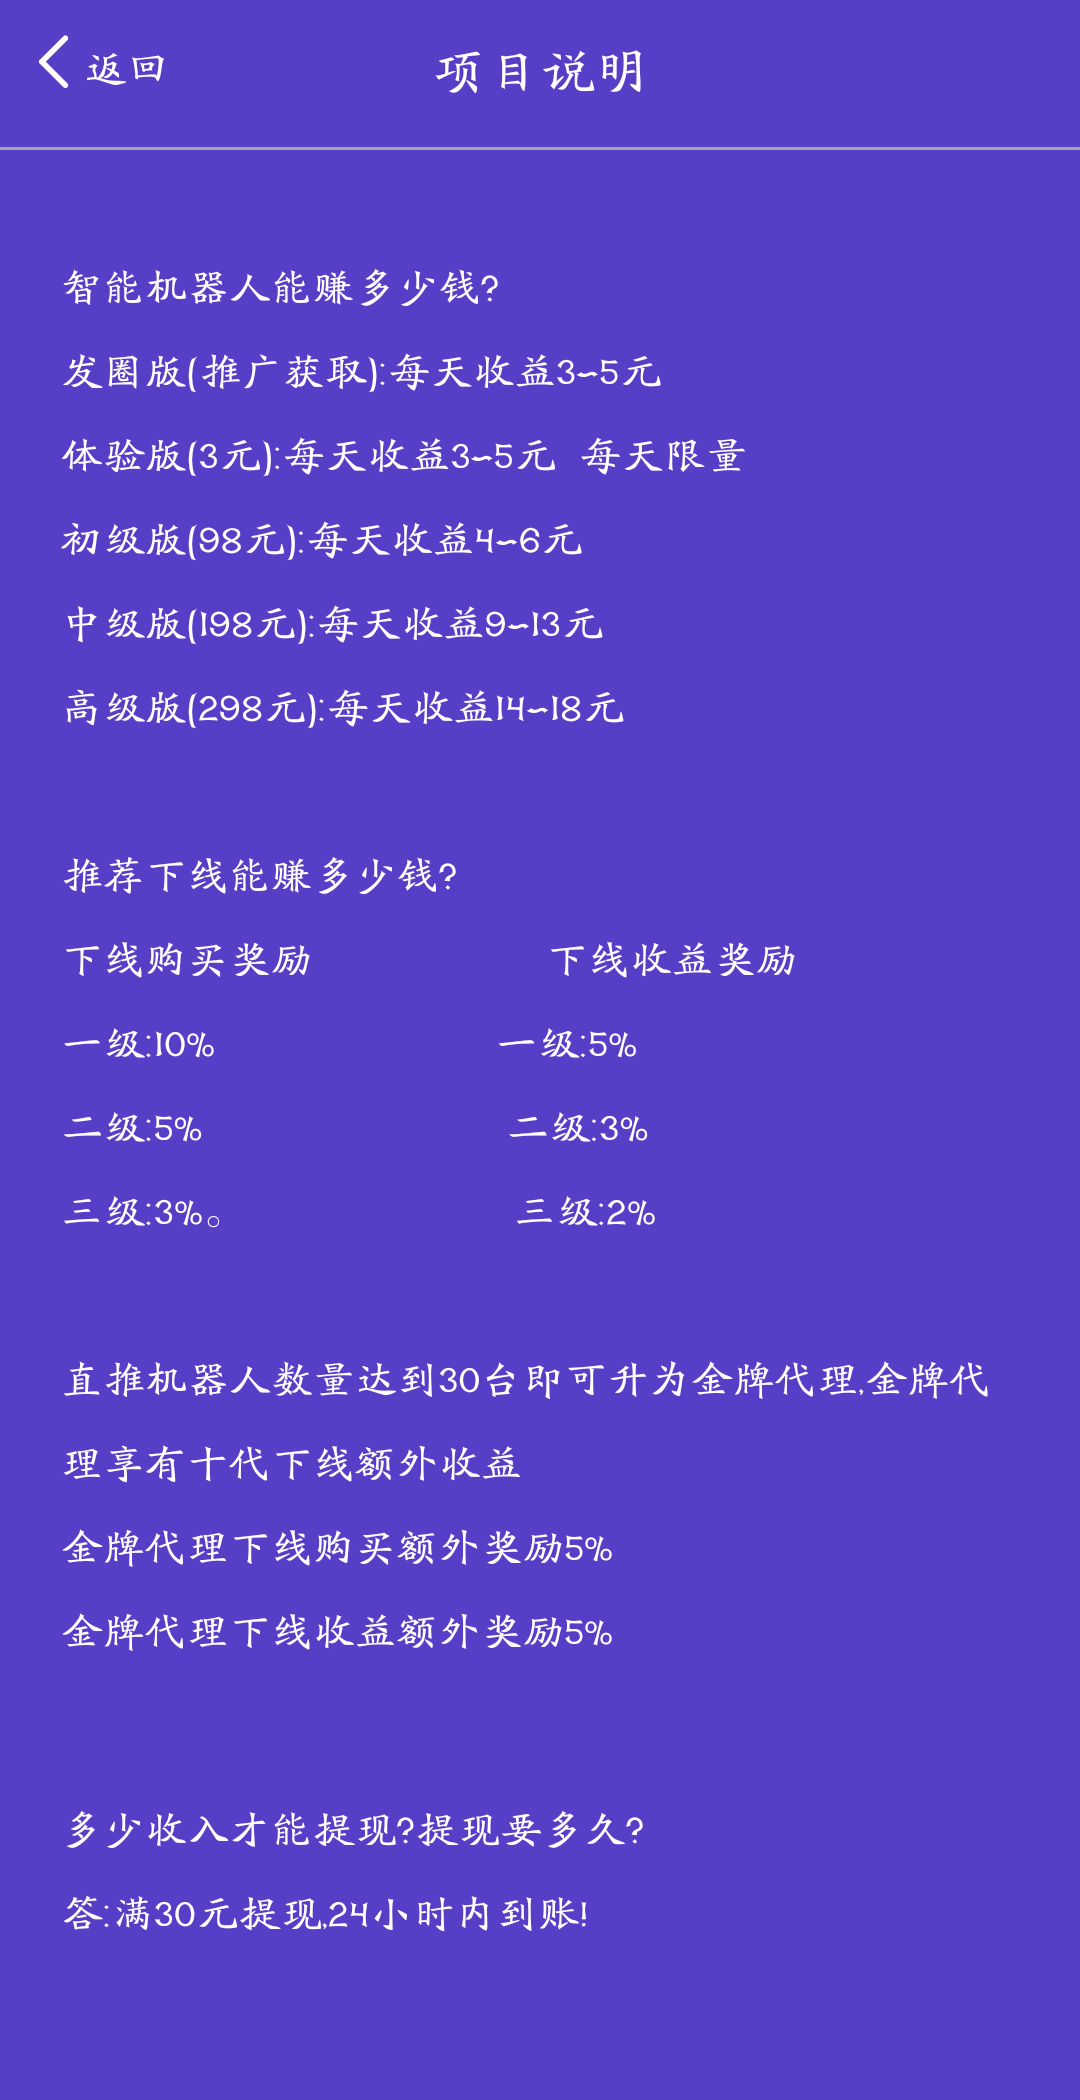 返回 项目说明
智能机器人能赚多少钱?
发圈版(推广获取):每天收益3~5元
体验版(3元):每天收益3~5元 每天限量
初级版(98元):每天收益4~6元
中级版(198元):每天收益9~13元
高级版(298元):每天收益14~18元
推荐下线能赚多少钱?
下线购买奖励 下线收益奖励
一级:10% 一级:5%
二级:5% 二级:3%
三级:3%。 三级:2%
直推机器人数量达到30台即可升为金牌代理,金牌代
理享有十代下线额外收益
金牌代理下线购买额外奖励5%
金牌代理下线收益额外奖励5%
多少收入才能提现?提现要多久?
答:满30元提现,24小时内到账!